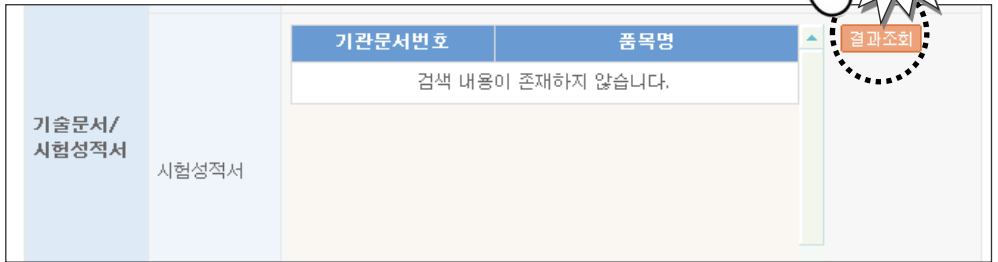 기관문서번호 품목명 결과조회
검색 내용이 존재하지 않습니다.
기술문서/
시험성적서
시험성적서